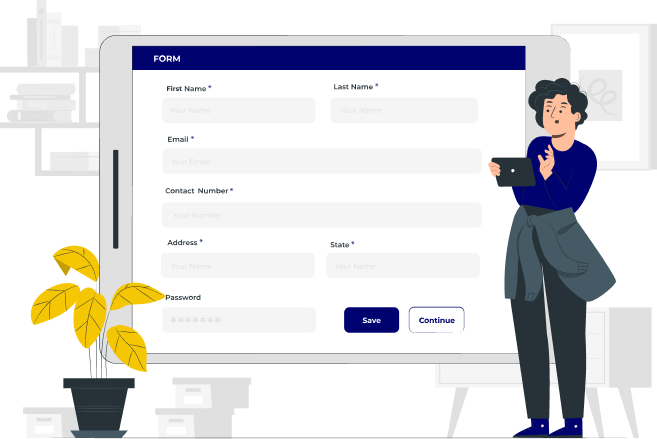 FORM
First Name *
Last Name *
Your Name
Your Name
Email *
Your Email
Contact Number *
Your Number
Address *
State *
Your Name
Your Name
Password
*******
Save
Continue